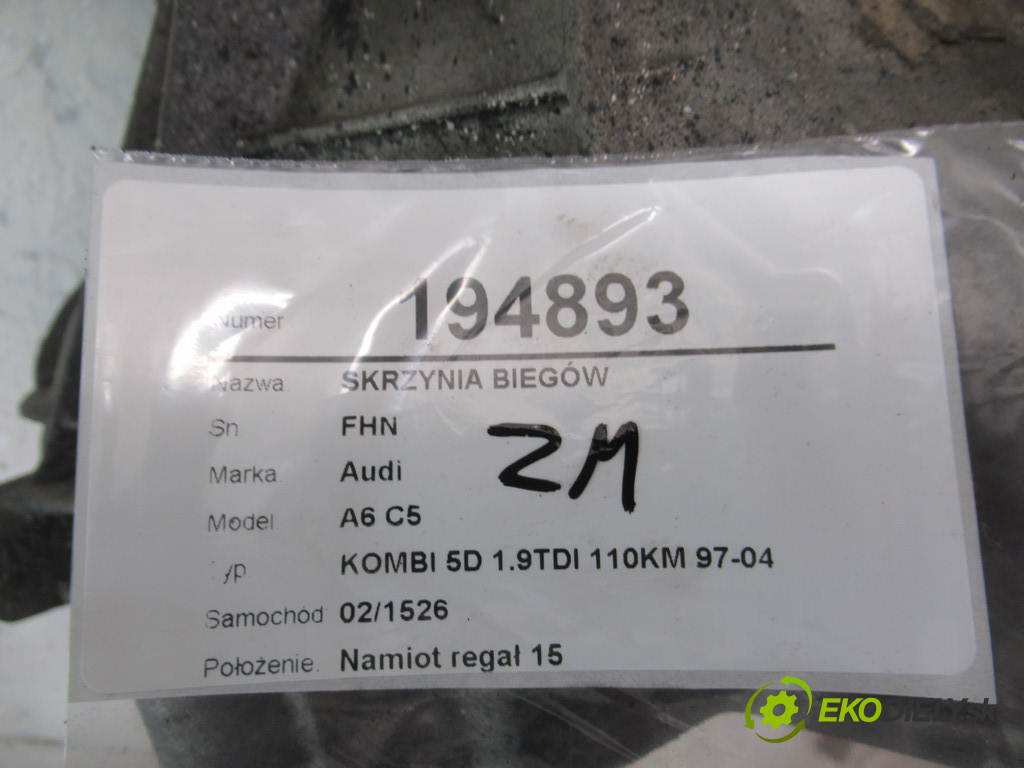 Numer 194893
Nazwa SKRZYNIA BIEGÓW
Sn FHN
Marka Audi
ZM
Model A6 C5
Typ KOMBI 5D 1.9TDI 110KM 97-04
Samochód 02/1526
Położenie. Namiot regał 15
EKODIELY.sk